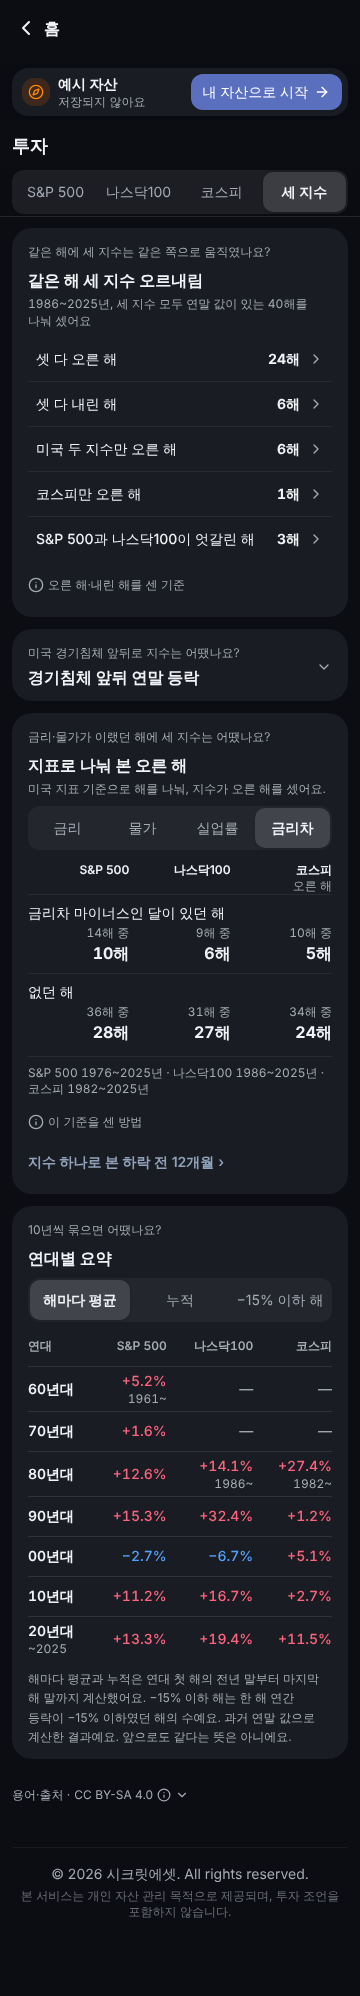 홈
예시 자산
저장되지 않아요
내 자산으로 시작 →
투자
S&P 500 나스닥100 코스피 세 지수
같은 해에 세 지수는 같은 쪽으로 움직였나요?
같은 해 세 지수 오르내림
1986~2025년, 세 지수 모두 연말 값이 있는 40해를
나눠 셌어요
셋 다 오른 해 24해
셋 다 내린 해 6해
미국 두 지수만 오른 해 6해
코스피만 오른 해 1해
S&P 500과 나스닥100이 엇갈린 해 3해
오른 해·내린 해를 센 기준
미국 경기침체 앞뒤로 지수는 어땠나요?
경기침체 앞뒤 연말 등락
금리·물가가 이랬던 해에 세 지수는 어땠나요?
지표로 나눠 본 오른 해
미국 지표 기준으로 해를 나눠, 지수가 오른 해를 셌어요.
금리 물가 실업률 금리차
S&P 500 나스닥100 코스피
오른 해
금리차 마이너스인 달이 있던 해
14해 중 9해 중 10해 중
10해 6해 5해
없던 해
36해 중 31해 중 34해 중
28해 27해 24해
S&P 500 1976~2025년 · 나스닥100 1986~2025년 ·
코스피 1982~2025년
이 기준을 센 방법
지수 하나로 본 하락 전 12개월 ›
10년씩 묶으면 어땠나요?
연대별 요약
해마다 평균 누적 −15% 이하 해
연대 S&P 500 나스닥100 코스피
60년대 +5.2% — —
1961~
70년대 +1.6% — —
80년대 +12.6% +14.1% +27.4%
1986~ 1982~
90년대 +15.3% +32.4% +1.2%
00년대 −2.7% −6.7% +5.1%
10년대 +11.2% +16.7% +2.7%
20년대 +13.3% +19.4% +11.5%
~2025
해마다 평균과 누적은 연대 첫 해의 전년 말부터 마지막
해 말까지 계산했어요. −15% 이하 해는 한 해 연간
등락이 −15% 이하였던 해의 수예요. 과거 연말 값으로
계산한 결과예요. 앞으로도 같다는 뜻은 아니에요.
용어·출처 · CC BY-SA 4.0
© 2026 시크릿에셋. All rights reserved.
본 서비스는 개인 자산 관리 목적으로 제공되며, 투자 조언을
포함하지 않습니다.